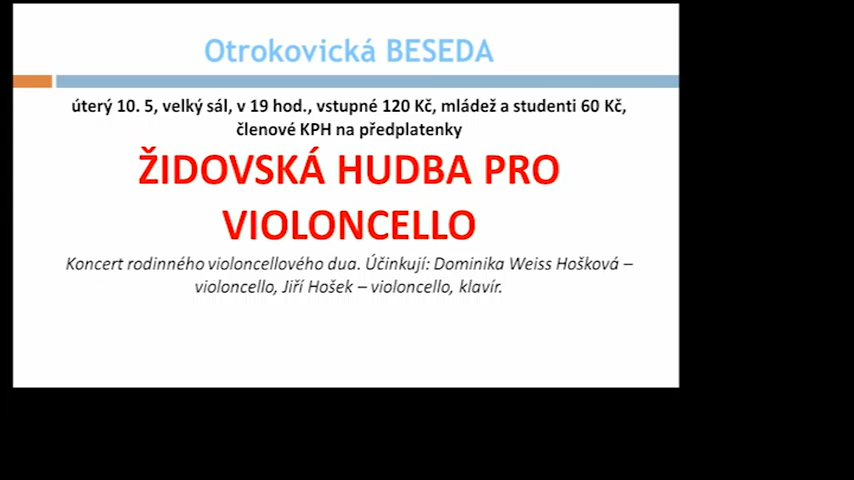 Otrokovická BESEDA
úterý 10. 5, velký sál, v 19 hod., vstupné 120 Kč, mládež a studenti 60 Kč,
členové KPH na předplatenky
ŽIDOVSKÁ HUDBA PRO
VIOLONCELLO
Koncert rodinného violoncellového dua. Účinkují: Dominika Weiss Hošková –
violoncello, Jiří Hošek – violoncello, klavír.